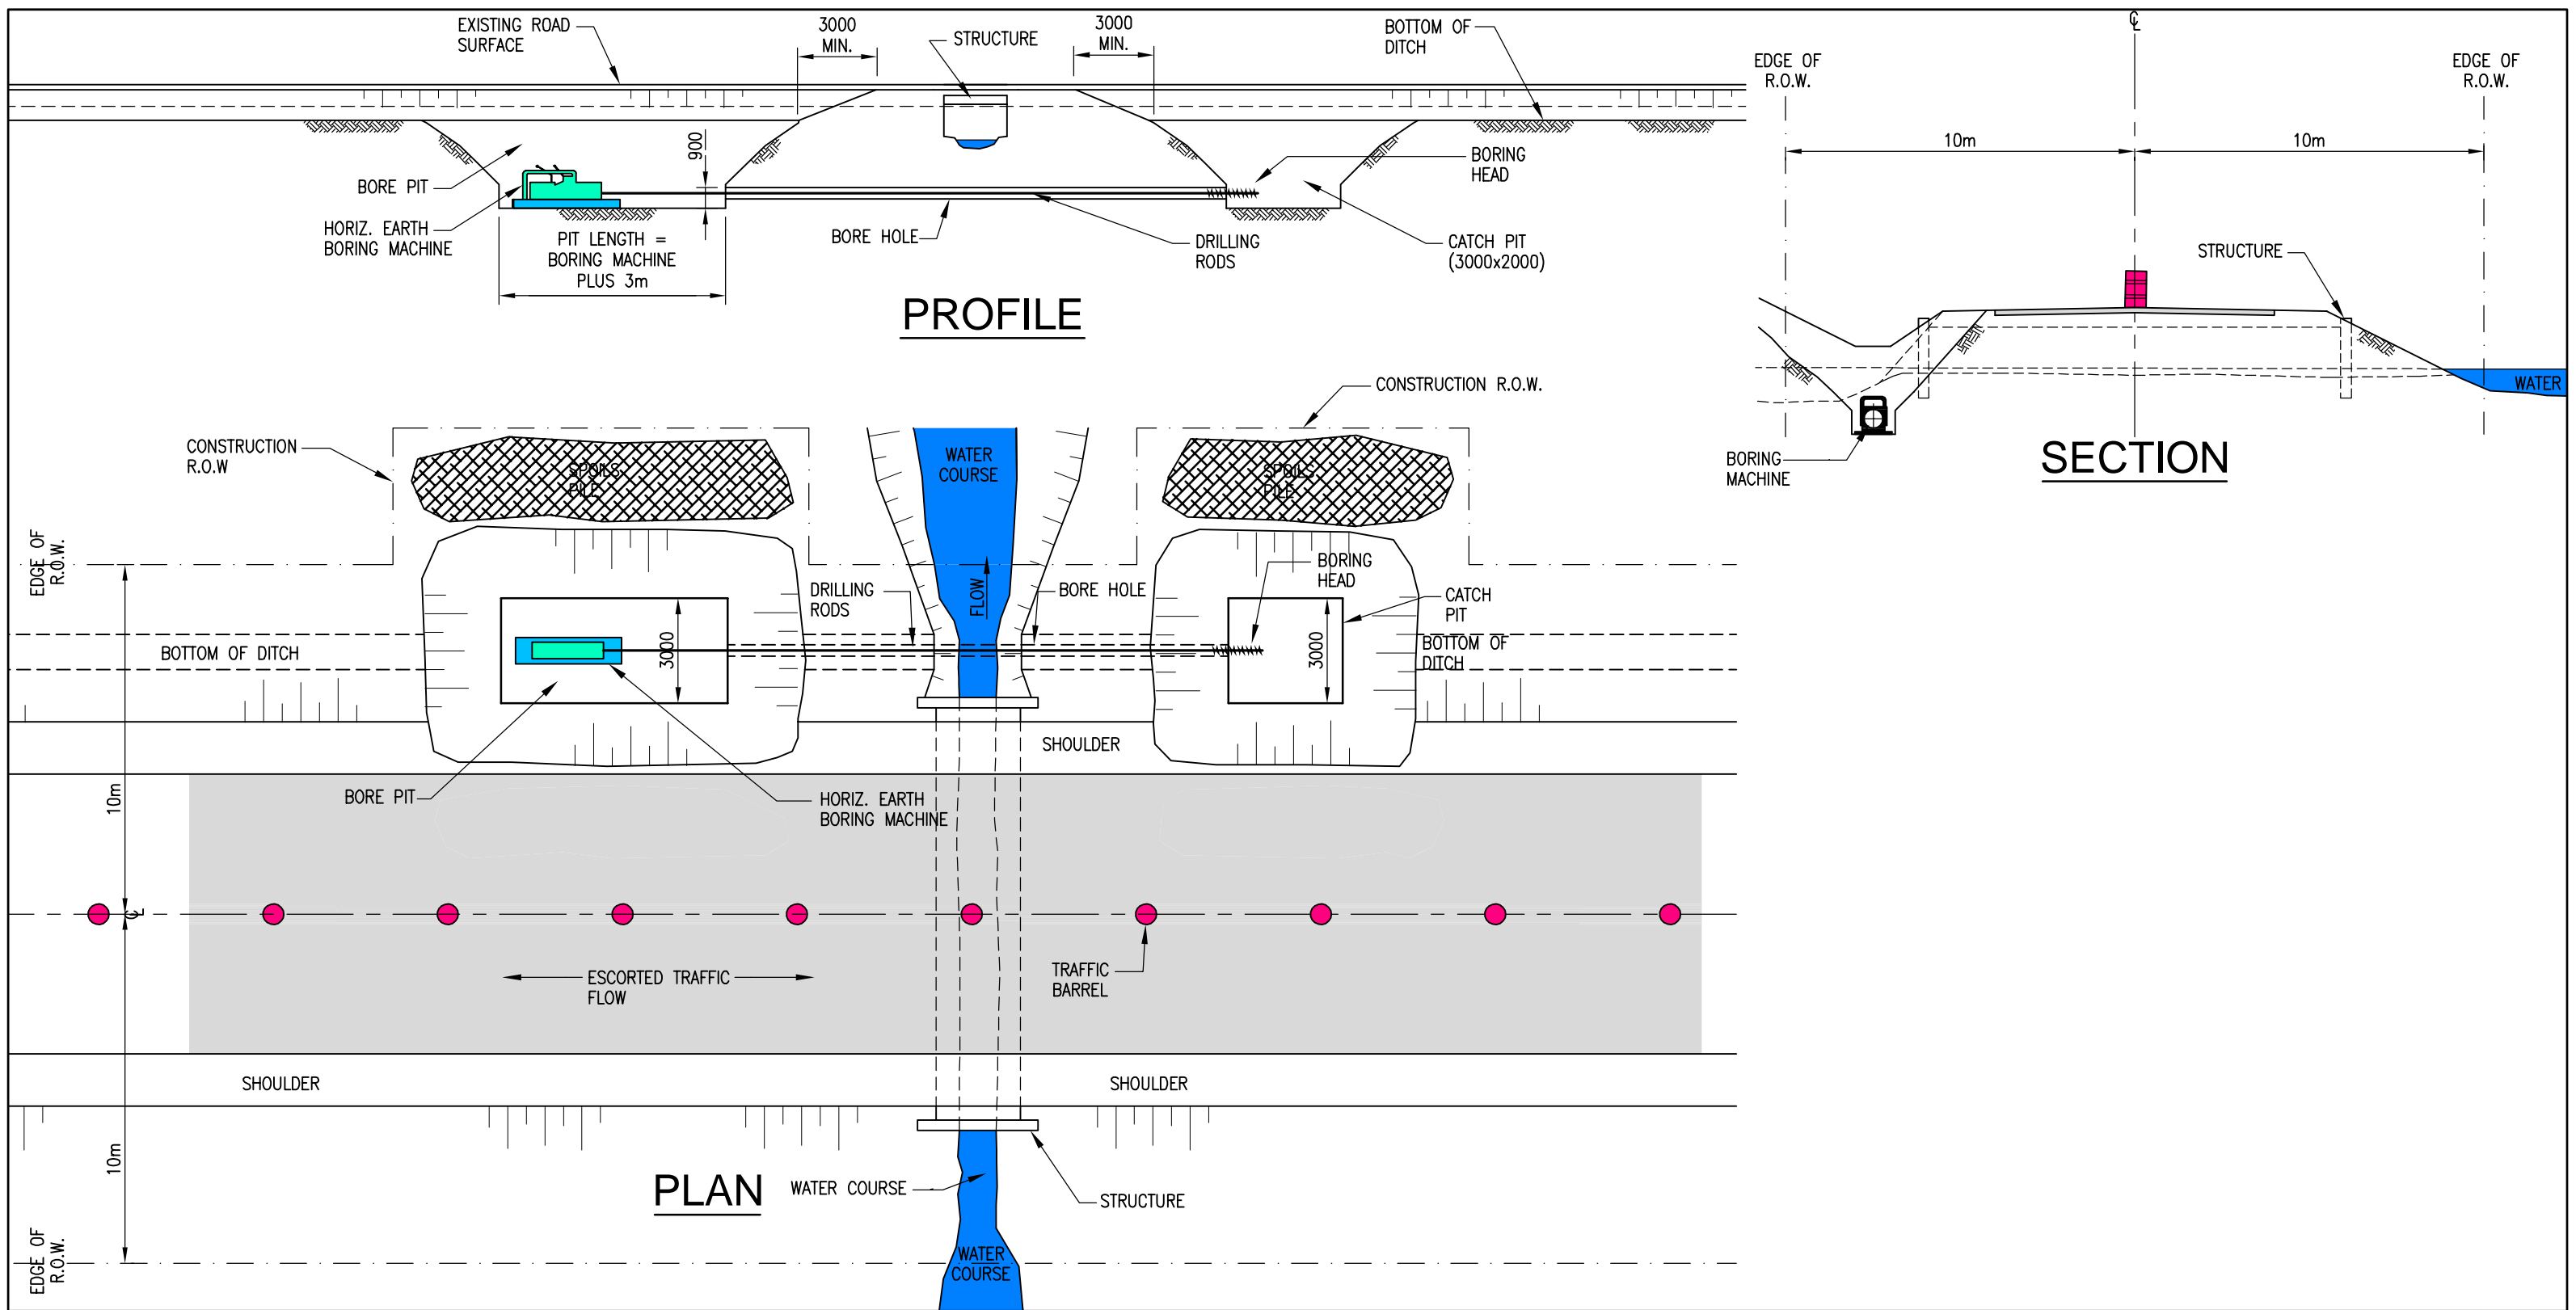 EXISTING ROAD
SURFACE
3000
MIN.
STRUCTURE
3000
MIN.
BOTTOM OF
DITCH
900
BORE PIT
HORIZ. EARTH
BORING MACHINE
PIT LENGTH =
BORING MACHINE
PLUS 3m
BORE HOLE
DRILLING
RODS
BORING
HEAD
CATCH PIT
(3000x2000)
PROFILE
℄
EDGE OF
R.O.W.
EDGE OF
R.O.W.
10m
10m
STRUCTURE
WATER
BORING
MACHINE
SECTION
CONSTRUCTION R.O.W.
CONSTRUCTION
R.O.W
SPOILS
PILE
WATER
COURSE
SPOILS
PILE
EDGE OF
R.O.W.
DRILLING
RODS
FLOW
BORE HOLE
BORING
HEAD
CATCH
PIT
BOTTOM OF DITCH
3000
3000
BOTTOM OF
DITCH
SHOULDER
BORE PIT
HORIZ. EARTH
BORING MACHINE
10m
℄
ESCORTED TRAFFIC
FLOW
TRAFFIC
BARREL
SHOULDER
SHOULDER
10m
PLAN
WATER COURSE
STRUCTURE
EDGE OF
R.O.W.
WATER
COURSE